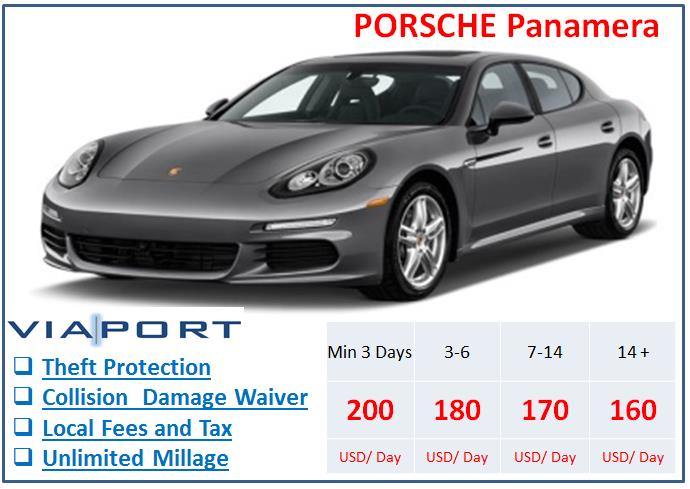 PORSCHE Panamera
VIAPORT
Theft Protection
Collision Damage Waiver
Local Fees and Tax
Unlimited Millage
Min 3 Days 3-6 7-14 14 +
200 180 170 160
USD/ Day USD/ Day USD/ Day USD/ Day